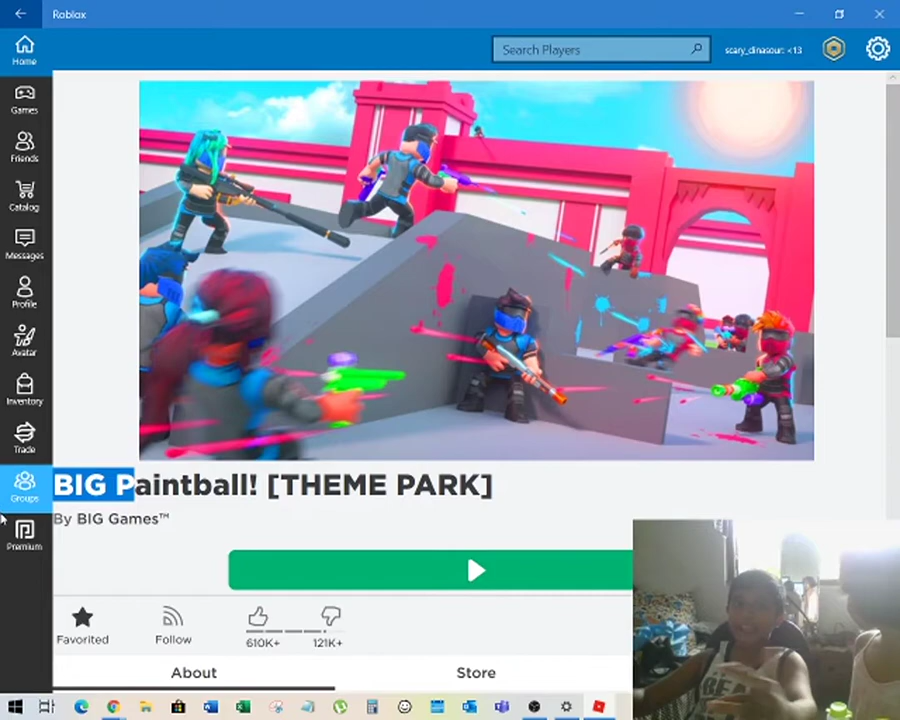 Roblox
Home
Search Players
scary_dinasour: <13
Games
Friends
Catalog
Messages
Profile
Avatar
Inventory
Trade
Groups
Premium
BIG Paintball! [THEME PARK]
By BIG Games™
Favorited
Follow
610K+
121K+
About
Store